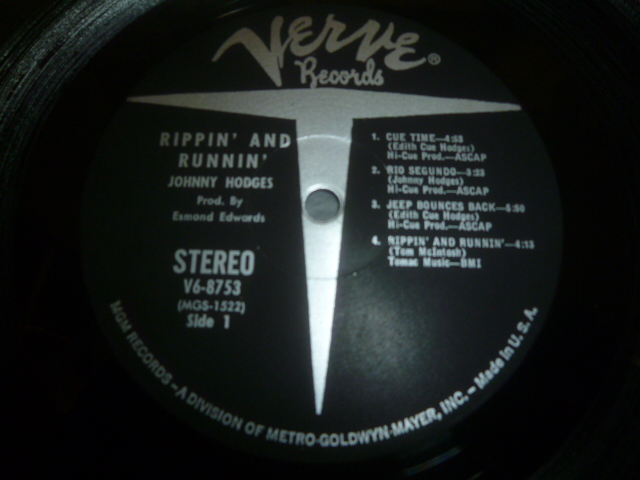 Verve®
Records
RIPPIN' AND
RUNNIN'
JOHNNY HODGES
Prod. By
Esmond Edwards
STEREO
V6-8753
(MGS-1522)
Side 1
1. CUE TIME—4:53
(Edith Cue Hodges)
Hi-Cue Prod.—ASCAP
2. RIO SEGUNDO—3:23
(Johnny Hodges)
Hi-Cue Prod.—ASCAP
3. JEEP BOUNCES BACK—5:50
(Edith Cue Hodges)
Hi-Cue Prod.—ASCAP
4. RIPPIN' AND RUNNIN'—4:13
(Tom McIntosh)
Tomac Music—BMI
MGM RECORDS—A DIVISION OF METRO-GOLDWYN-MAYER, INC.—Made in U.S.A.